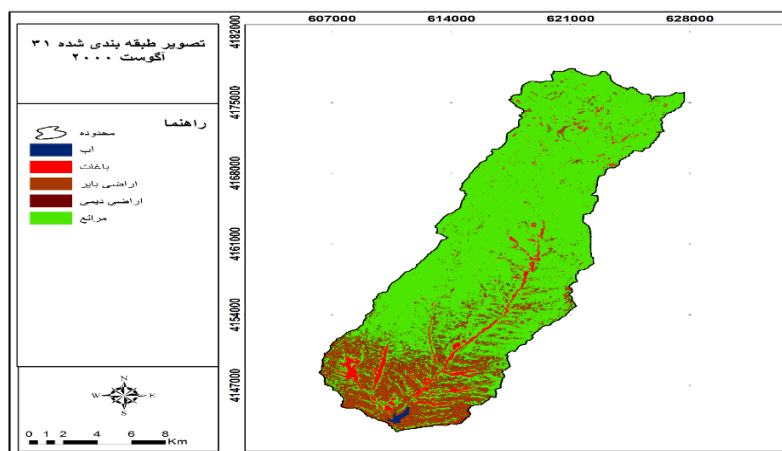 تصویر طبقه بندی شده ۳۱
آگوست ۲۰۰۰
راهنما
محدوده
آب
باغات
اراضی بایر
اراضی دیمی
مراتع
N
W E
S
0 1 2 4 6 8
Km
607000 614000 621000 628000
4182000
4175000
4168000
4161000
4154000
4147000